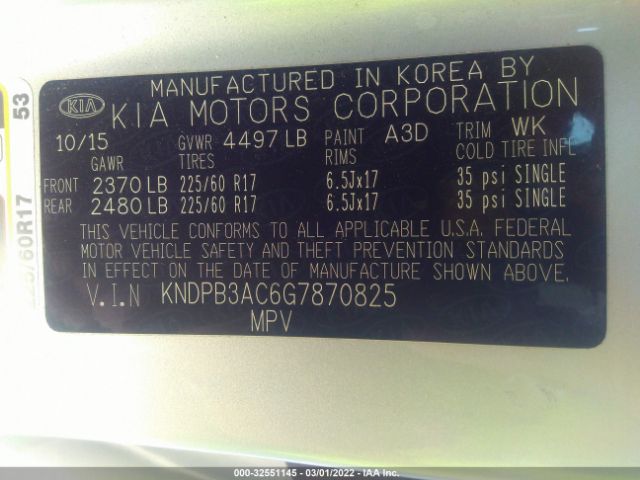 MANUFACTURED IN KOREA BY
KIA KIA MOTORS CORPORATION
10/15 GVWR 4497 LB PAINT A3D TRIM WK
GAWR TIRES RIMS COLD TIRE INFL
FRONT 2370 LB 225/60 R17 6.5Jx17 35 psi SINGLE
REAR 2480 LB 225/60 R17 6.5Jx17 35 psi SINGLE
THIS VEHICLE CONFORMS TO ALL APPLICABLE U.S.A. FEDERAL
MOTOR VEHICLE SAFETY AND THEFT PREVENTION STANDARDS
IN EFFECT ON THE DATE OF MANUFACTURE SHOWN ABOVE.
V.I.N KNDPB3AC6G7870825
MPV
53
/60R17
000-32551145 - 03/01/2022 - IAA Inc.